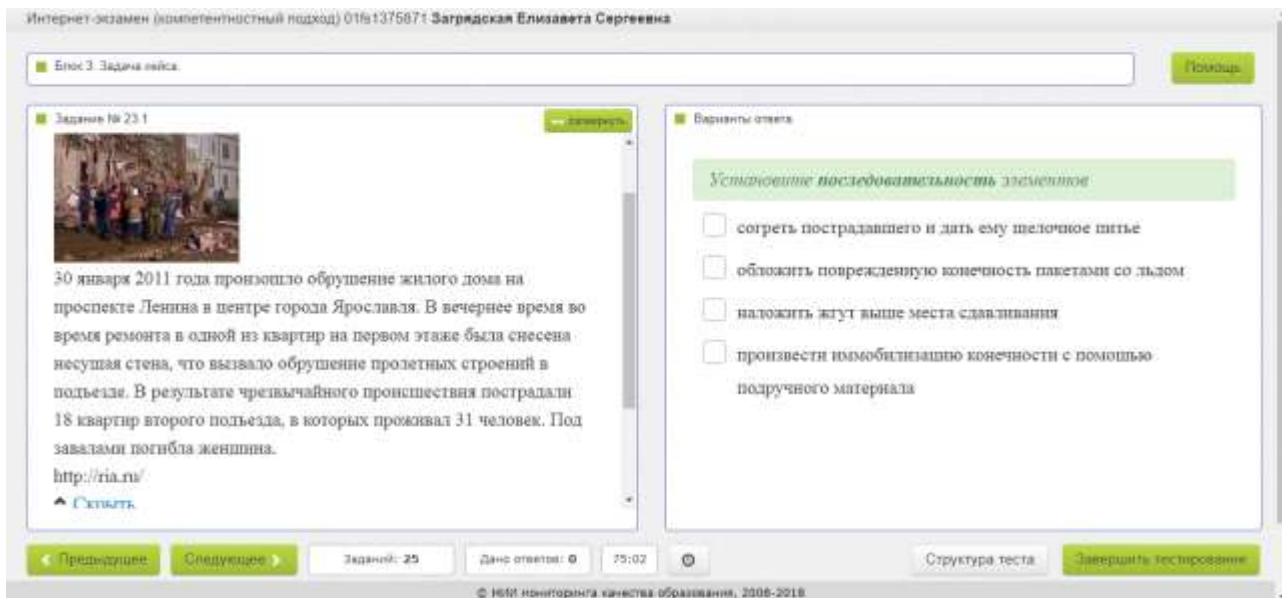 Интернет-экзамен (компетентностный подход) 01fs1375871 Загрядская Елизавета Сергеевна
Блок 3. Задача кейса.
Помощь
Задание № 23.1
Варианты ответа
Установите последовательность элементов
согреть пострадавшего и дать ему щелочное питье
обложить поврежденную конечность пакетами со льдом
наложить жгут выше места сдавливания
произвести иммобилизацию конечности с помощью
подручного материала
30 января 2011 года произошло обрушение жилого дома на
проспекте Ленина в центре города Ярославля. В вечернее время во
время ремонта в одной из квартир на первом этаже была снесена
несущая стена, что вызвало обрушение пролетных строений в
подъезде. В результате чрезвычайного происшествия пострадали
18 квартир второго подъезда, в которых проживал 31 человек. Под
завалами погибла женщина.
http://ria.ru/
Скрыть
Предыдущее
Следующее
Заданий: 25
Дано ответов: 0
75:02
Структура теста
Завершить тестирование
© НИИ мониторинга качества образования, 2008-2018